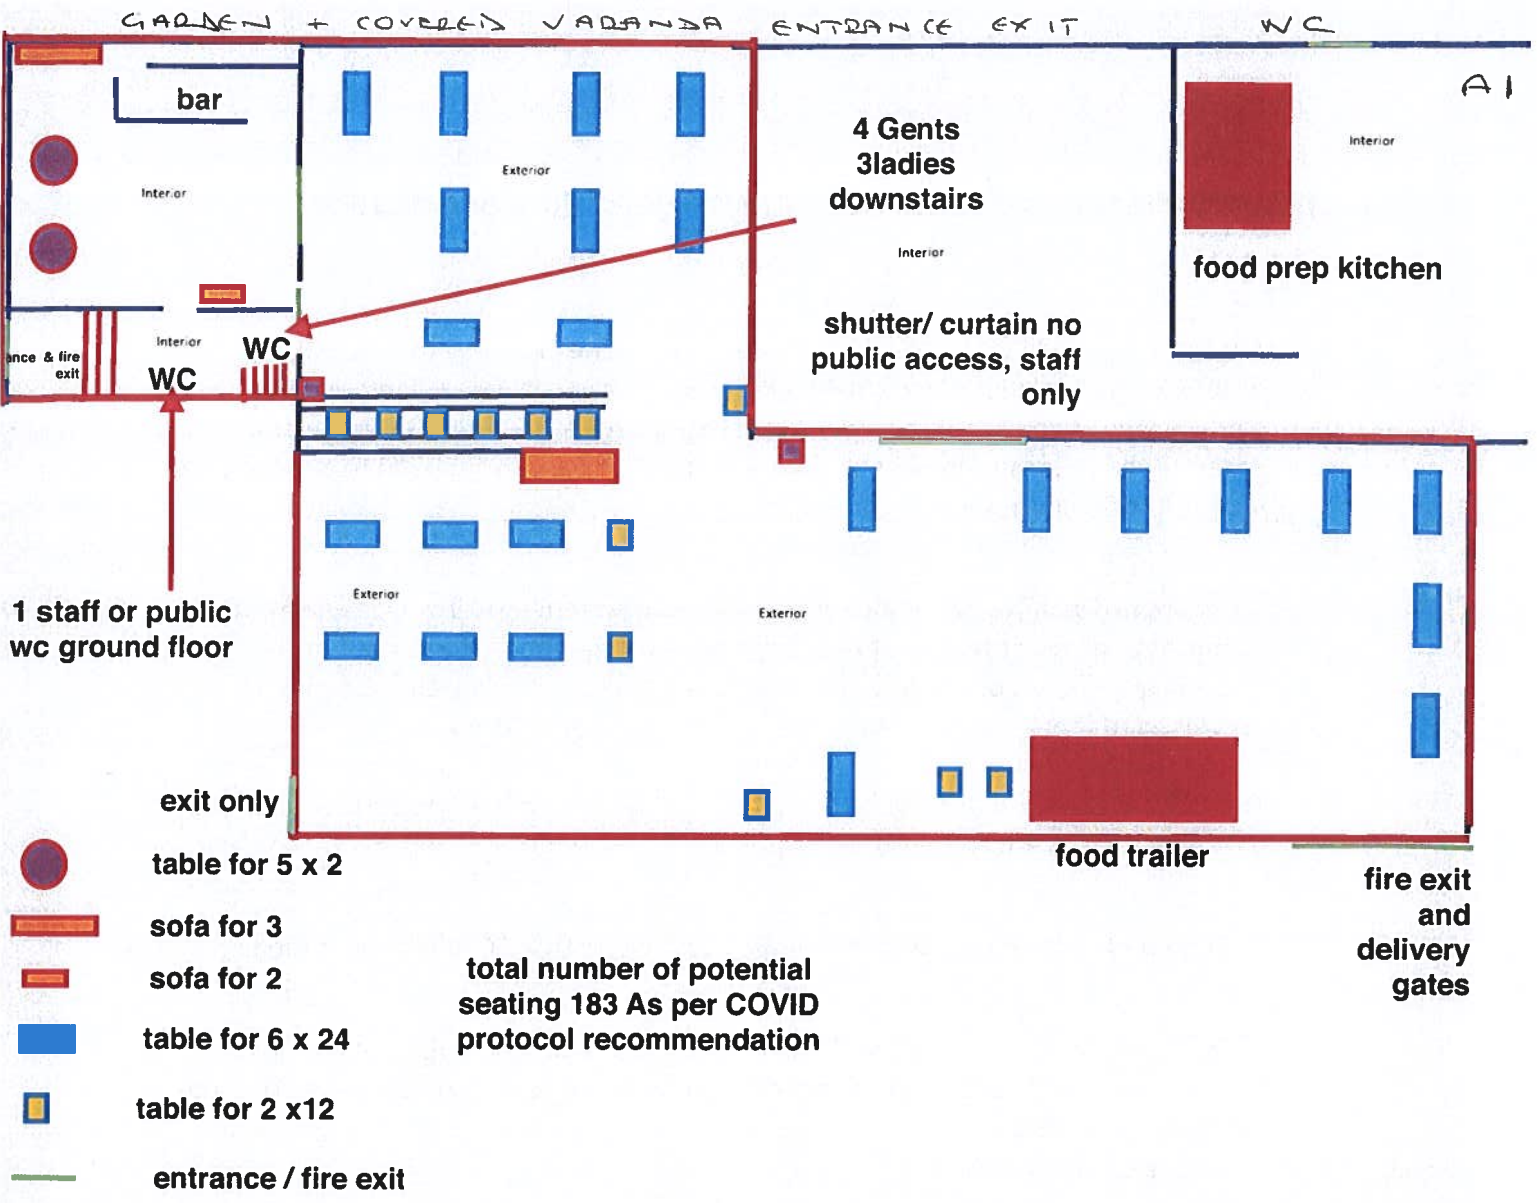 GARDEN + COVERED VARANDA ENTRANCE EXIT WC
A1
bar
Interior
Exterior
4 Gents
3ladies
downstairs
Interior
Interior
food prep kitchen
shutter/ curtain no
public access, staff
only
Interior
WC
WC
ance & fire
exit
1 staff or public
wc ground floor
Exterior
Exterior
exit only
food trailer
fire exit
and
delivery
gates
table for 5 x 2
sofa for 3
sofa for 2
table for 6 x 24
table for 2 x12
entrance / fire exit
total number of potential
seating 183 As per COVID
protocol recommendation